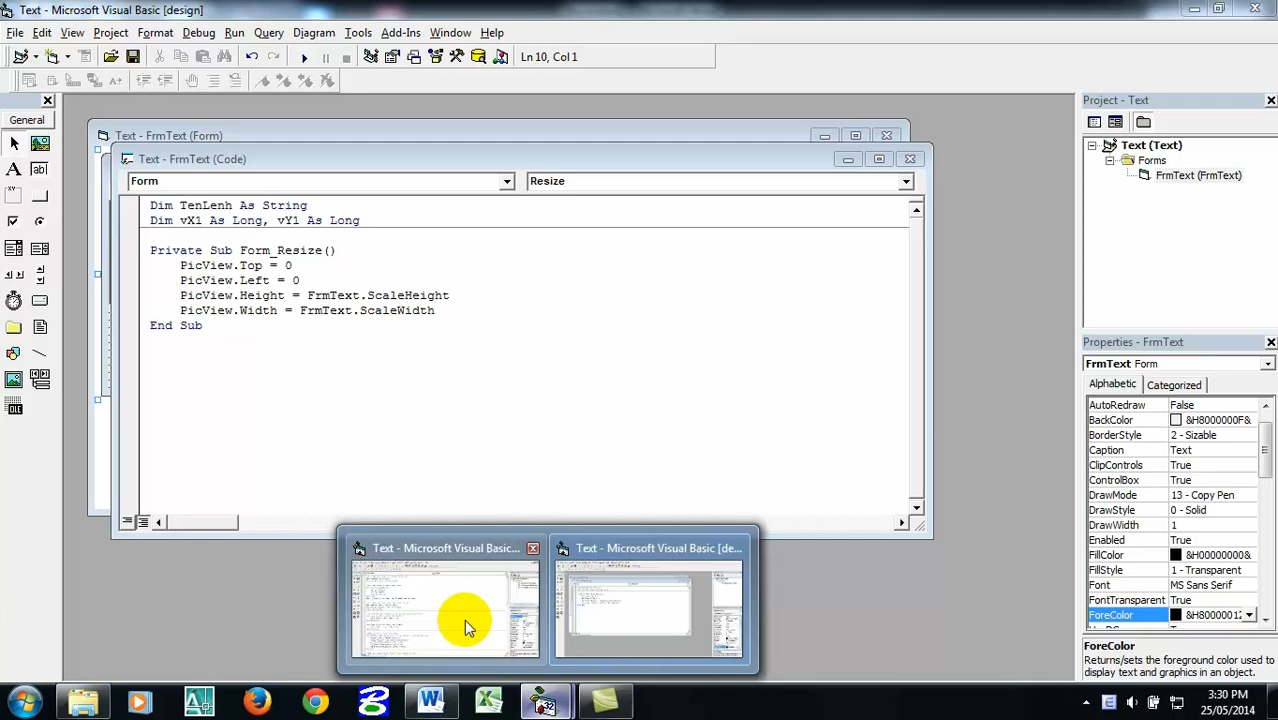 Text - Microsoft Visual Basic [design]
File Edit View Project Format Debug Run Query Diagram Tools Add-Ins Window Help
Ln 10, Col 1
General
Text - FrmText (Form)
Text - FrmText (Code)
Form Resize
Dim TenLenh As String
Dim vX1 As Long, vY1 As Long
Private Sub Form_Resize()
PicView.Top = 0
PicView.Left = 0
PicView.Height = FrmText.ScaleHeight
PicView.Width = FrmText.ScaleWidth
End Sub
Project - Text
Text (Text)
Forms
FrmText (FrmText)
Properties - FrmText
FrmText Form
Alphabetic Categorized
AutoRedraw False
BackColor &H8000000F&
BorderStyle 2 - Sizable
Caption Text
ClipControls True
ControlBox True
DrawMode 13 - Copy Pen
DrawStyle 0 - Solid
DrawWidth 1
Enabled True
FillColor &H00000000&
FillStyle 1 - Transparent
Font MS Sans Serif
FontTransparent True
ForeColor &H8000001
ForeColor
Returns/sets the foreground color used to
display text and graphics in an object.
Text - Microsoft Visual Basic... Text - Microsoft Visual Basic [de...
3:30 PM
25/05/2014